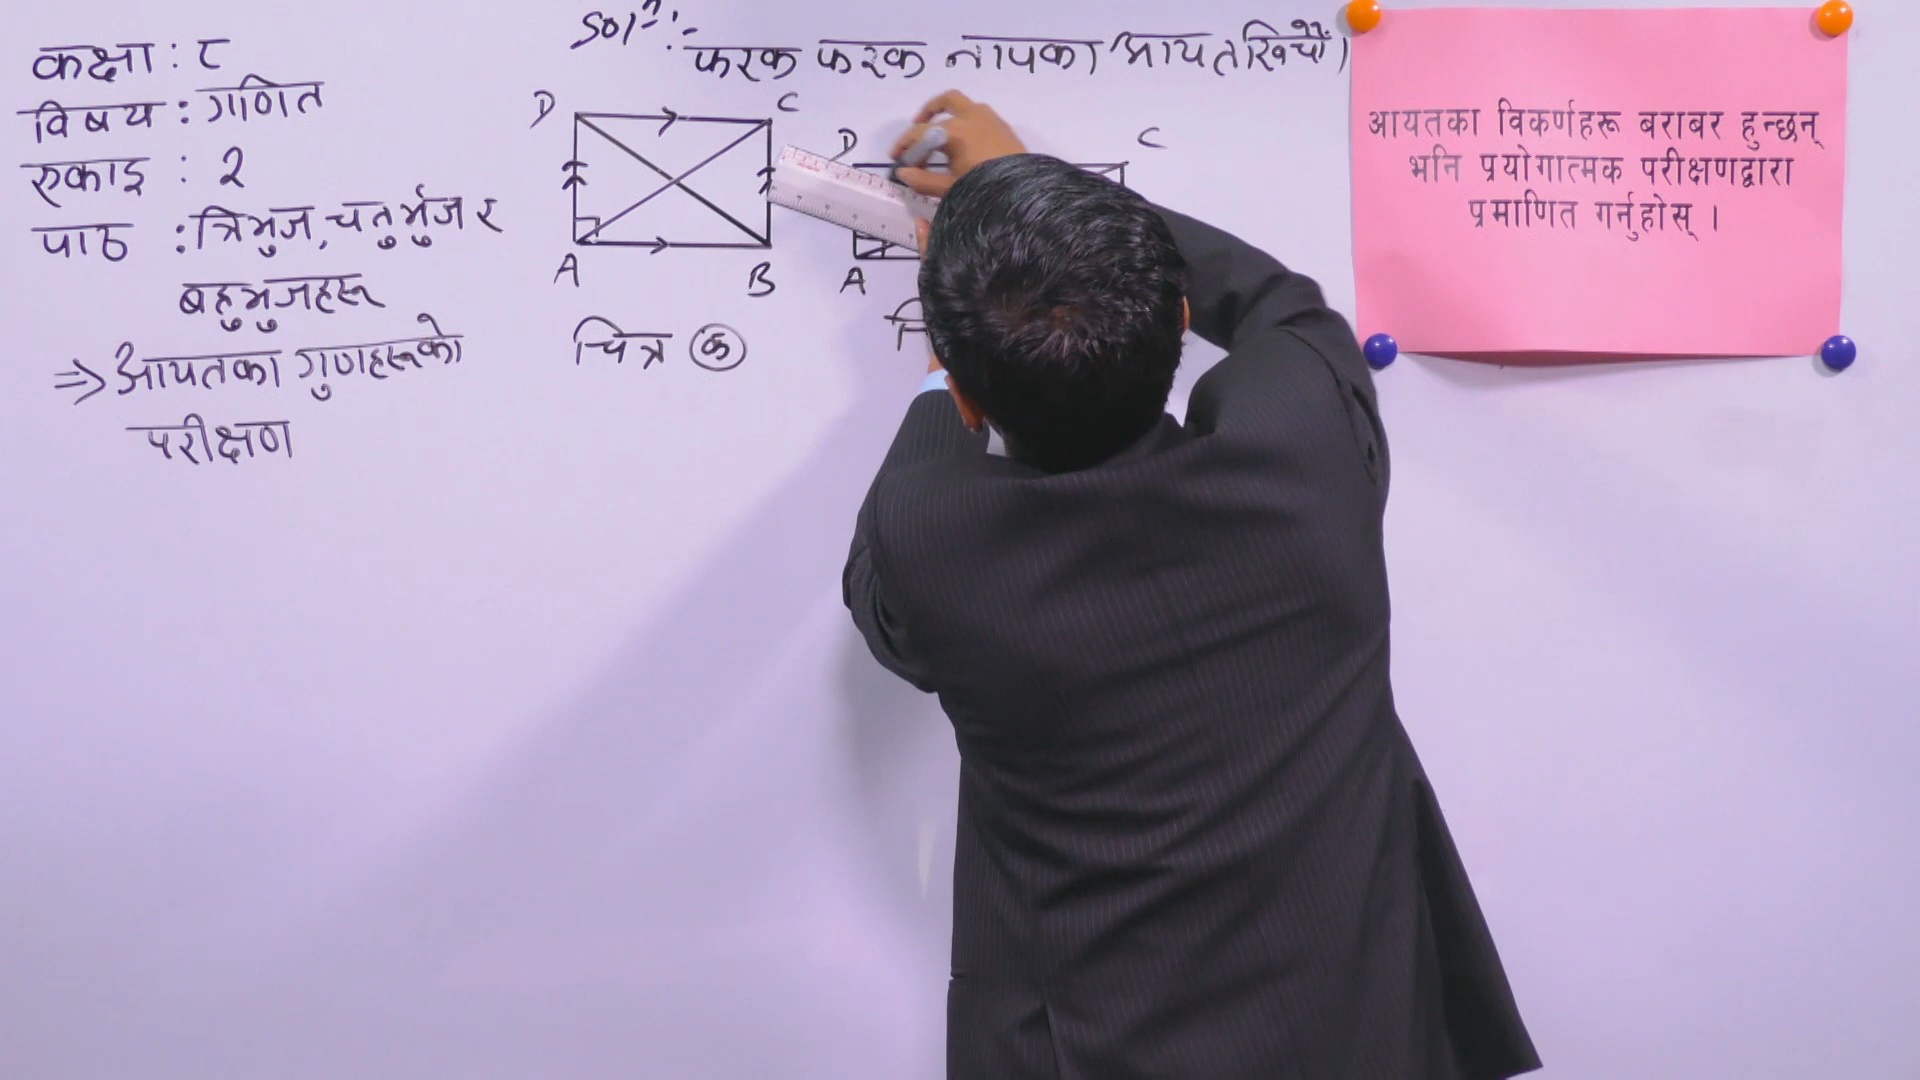 कक्षा : ८
विषय : गणित
एकाइ : २
पाठ : त्रिभुज, चतुर्भुज र
बहुभुजहरू
⇒ आयतका गुणहरूको
परीक्षण
Solⁿ:-
फरक फरक नापका आयत खिचौं।
D C
A B
चित्र (क)
D C
A
आयतका विकर्णहरू बराबर हुन्छन्
भनि प्रयोगात्मक परीक्षणद्वारा
प्रमाणित गर्नुहोस् ।